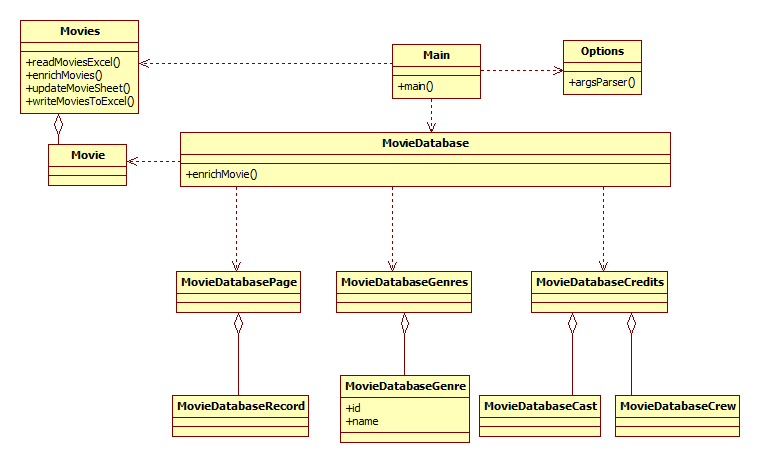 Movies
+readMoviesExcel()
+enrichMovies()
+updateMovieSheet()
+writeMoviesToExcel()
Main
+main()
Options
+argsParser()
Movie
MovieDatabase
+enrichMovie()
MovieDatabasePage
MovieDatabaseGenres
MovieDatabaseCredits
MovieDatabaseRecord
MovieDatabaseGenre
+id
+name
MovieDatabaseCast
MovieDatabaseCrew